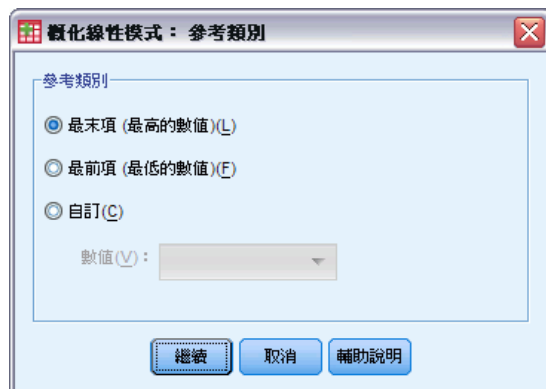 概化線性模式： 參考類別
參考類別
最末項 (最高的數值)(L)
最前項 (最低的數值)(F)
自訂(C)
數值(V)：
繼續 取消 輔助說明